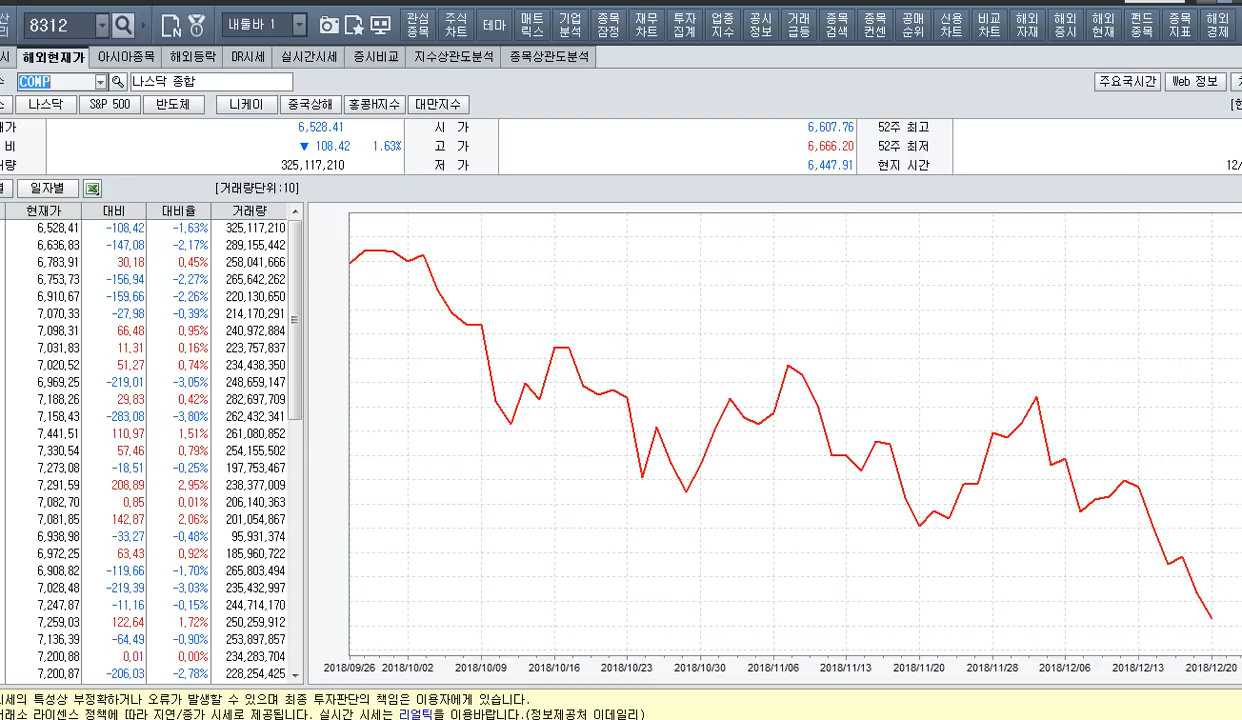 산 8312 내툴바 1 관심 주식 테마 매트 기업 종목 재무 투자 업종 공시 거래 종목 종목 공매 신용 비교 해외 해외 해외 펀드 종목 해외
리 종목 차트 릭스 분석 잠정 차트 집계 지수 정보 급등 검색 컨센 순위 차트 차트 자재 증시 현재 종목 지표 경제
시 해외현재가 아시아종목 해외등락 DR시세 실시간시세 증시비교 지수상관도분석 종목상관도분석
COMP 나스닥 종합 주요국시간 Web 정보
나스닥 S&P 500 반도체 니케이 중국상해 홍콩H지수 대만지수 [현
6,528.41 시 가 6,607.76 52주 최고
비 ▼ 108.42 1.63% 고 가 6,666.20 52주 최저
325,117,210 저 가 6,447.91 현지 시간 12/
일자별 [거래량단위:10]
현재가 대비 대비율 거래량
6,528.41 -108.42 -1.63% 325,117,210
6,636.83 -147.08 -2.17% 289,155,442
6,783.91 30.18 0.45% 258,041,666
6,753.73 -156.94 -2.27% 265,642,262
6,910.67 -159.66 -2.26% 220,130,650
7,070.33 -27.98 -0.39% 214,170,291
7,098.31 66.48 0.95% 240,972,884
7,031.83 11.31 0.16% 223,757,837
7,020.52 51.27 0.74% 234,438,350
6,969.25 -219.01 -3.05% 248,659,147
7,188.26 29.83 0.42% 282,697,709
7,158.43 -283.08 -3.80% 262,432,341
7,441.51 110.97 1.51% 261,080,852
7,330.54 57.46 0.79% 254,155,502
7,273.08 -18.51 -0.25% 197,753,467
7,291.59 208.89 2.95% 238,377,009
7,082.70 0.85 0.01% 206,140,363
7,081.85 142.87 2.06% 201,054,867
6,938.98 -33.27 -0.48% 95,931,374
6,972.25 63.43 0.92% 185,960,722
6,908.82 -119.66 -1.70% 265,803,494
7,028.48 -219.39 -3.03% 235,432,997
7,247.87 -11.16 -0.15% 244,714,170
7,259.03 122.64 1.72% 250,259,912
7,136.39 -64.49 -0.90% 253,897,857
7,200.88 0.01 0.00% 234,283,704
7,200.87 -206.03 -2.78% 228,254,425
2018/09/26 2018/10/02 2018/10/09 2018/10/16 2018/10/23 2018/10/30 2018/11/06 2018/11/13 2018/11/20 2018/11/28 2018/12/06 2018/12/13 2018/12/20
시세의 특성상 부정확하거나 오류가 발생할 수 있으며 최종 투자판단의 책임은 이용자에게 있습니다.
거래소 라이센스 정책에 따라 지연/종가 시세로 제공됩니다. 실시간 시세는 리얼틱을 이용바랍니다.(정보제공처 이데일리)